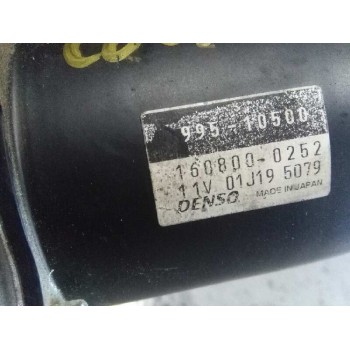 995-10500
160800-0252
11V 01J19 5079
DENSO MADE IN JAPAN